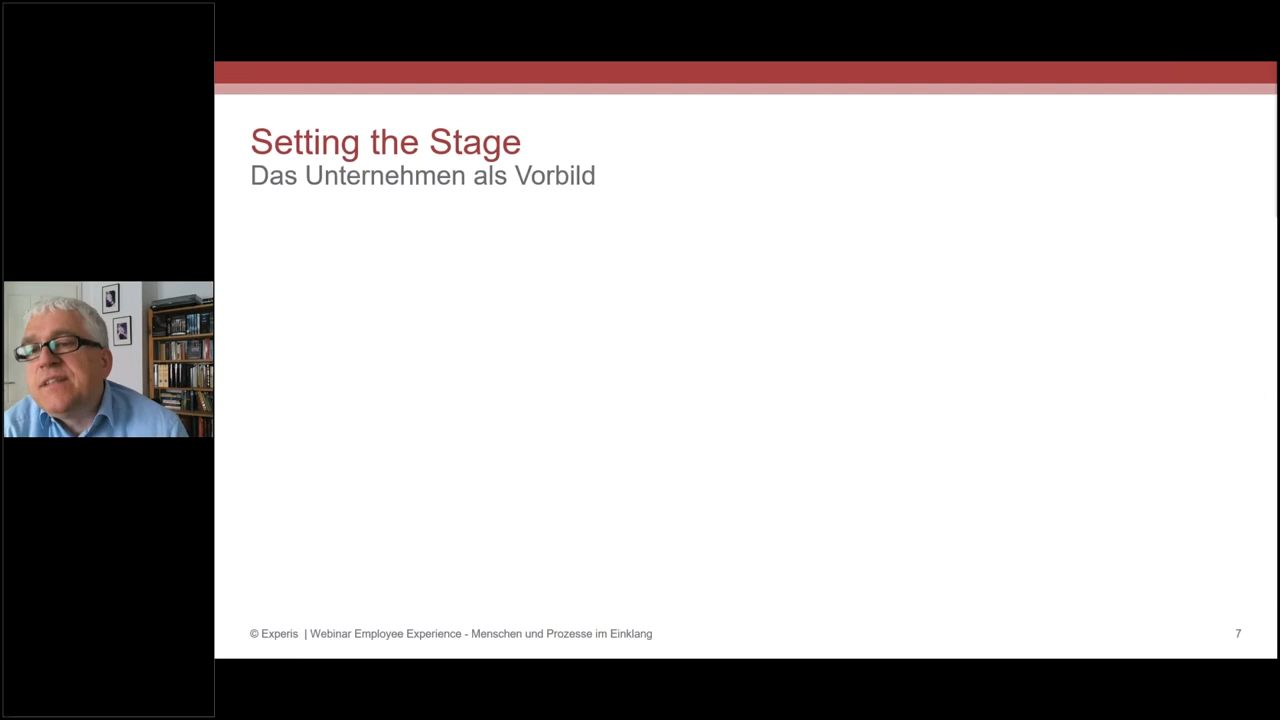 Setting the Stage
Das Unternehmen als Vorbild
© Experis | Webinar Employee Experience - Menschen und Prozesse im Einklang
7